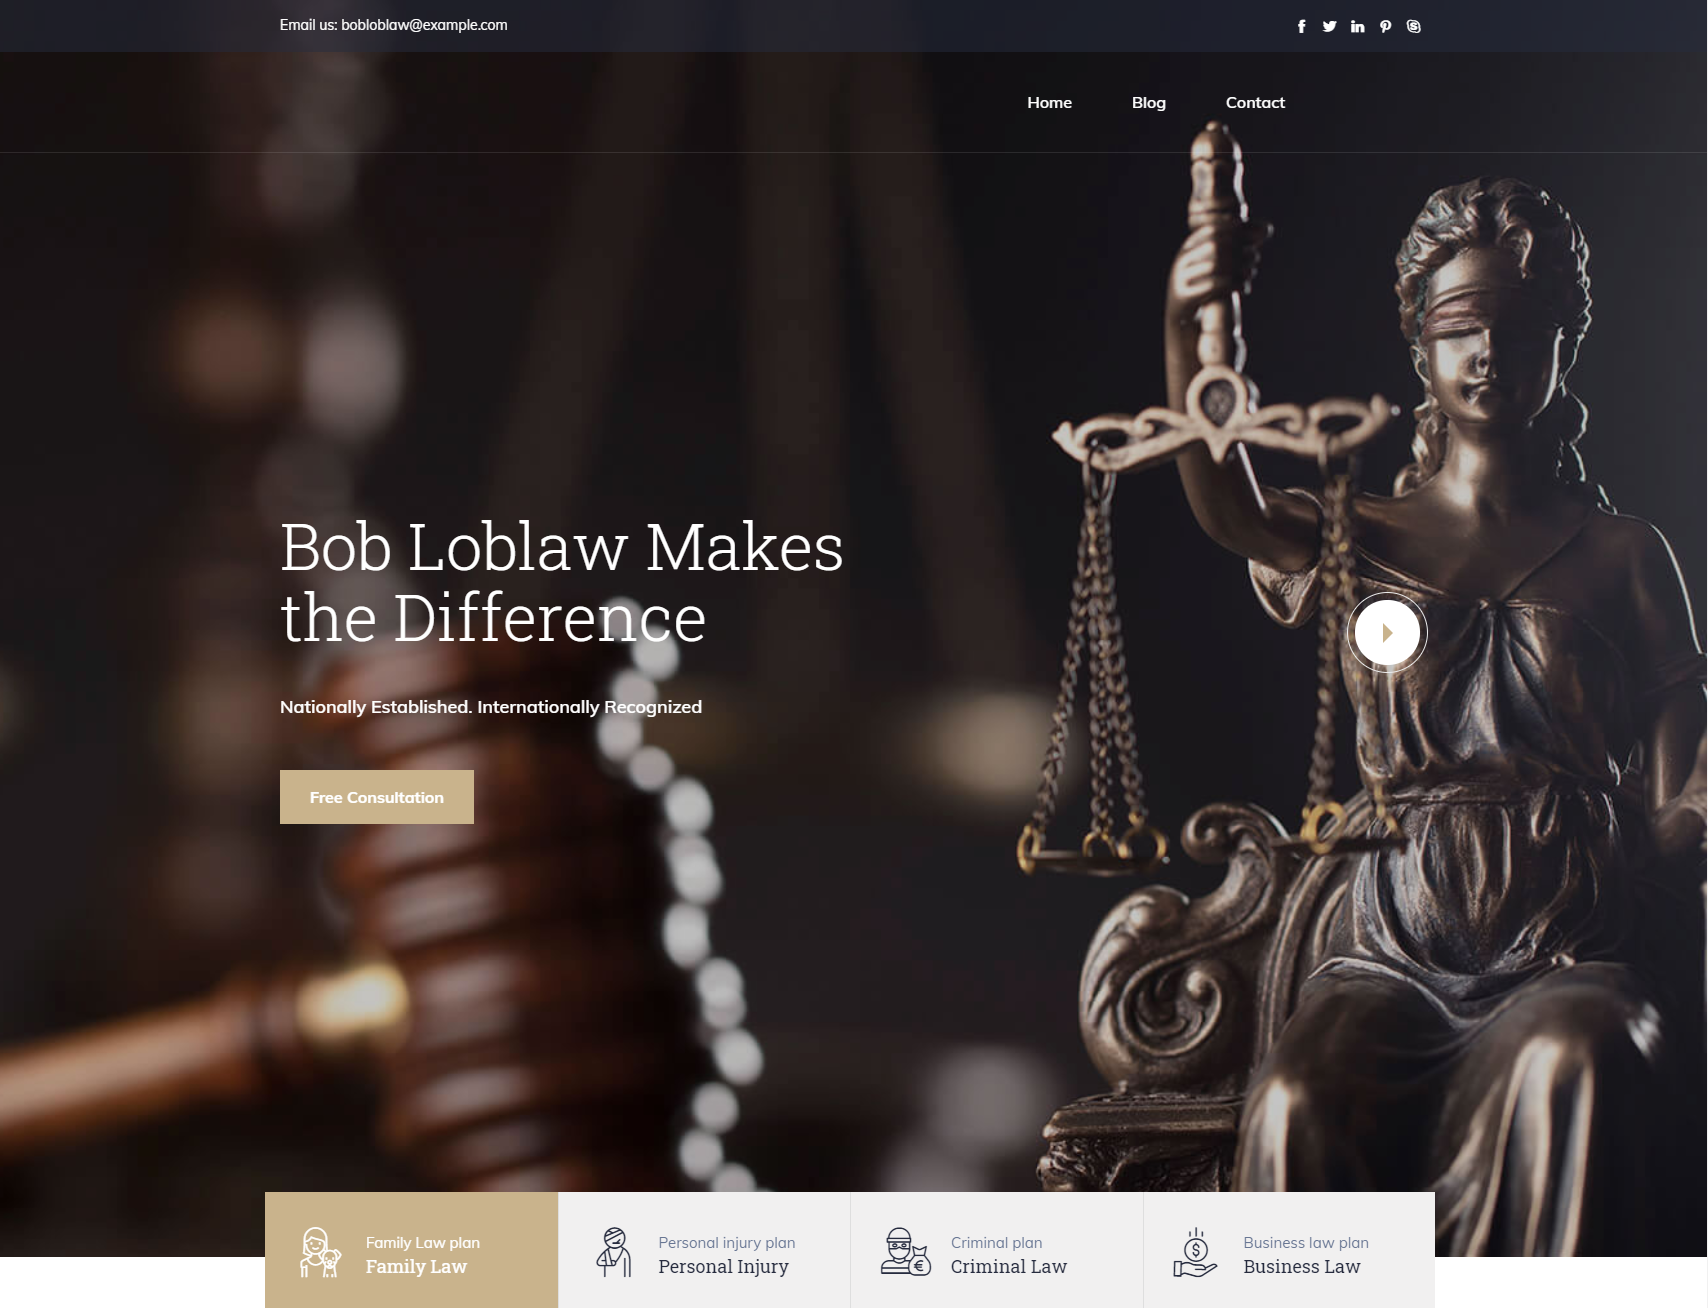 Email us: bobloblaw@example.com
Home Blog Contact
Bob Loblaw Makes
the Difference
Nationally Established. Internationally Recognized
Free Consultation
Family Law plan
Family Law
Personal injury plan
Personal Injury
Criminal plan
Criminal Law
Business law plan
Business Law